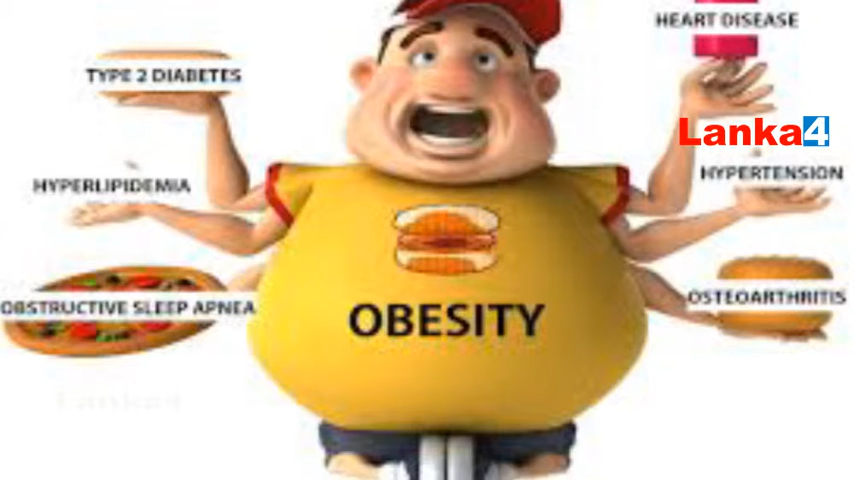 HEART DISEASE
TYPE 2 DIABETES
Lanka4
HYPERTENSION
HYPERLIPIDEMIA
OSTEOARTHRITIS
OBSTRUCTIVE SLEEP APNEA
OBESITY